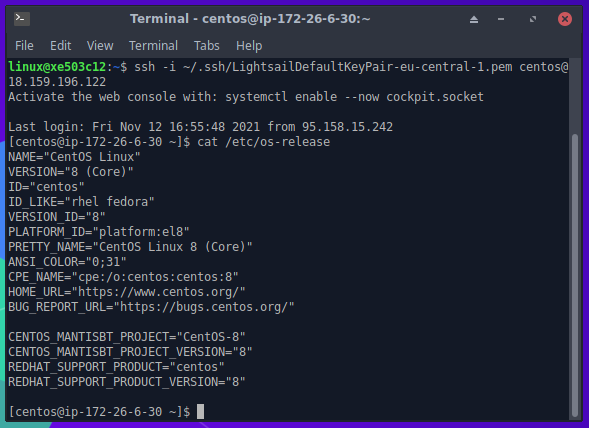 Terminal - centos@ip-172-26-6-30:~
File Edit View Terminal Tabs Help
linux@xe503c12:~$ ssh -i ~/.ssh/LightsailDefaultKeyPair-eu-central-1.pem centos@
18.159.196.122
Activate the web console with: systemctl enable --now cockpit.socket
Last login: Fri Nov 12 16:55:48 2021 from 95.158.15.242
[centos@ip-172-26-6-30 ~]$ cat /etc/os-release
NAME="CentOS Linux"
VERSION="8 (Core)"
ID="centos"
ID_LIKE="rhel fedora"
VERSION_ID="8"
PLATFORM_ID="platform:el8"
PRETTY_NAME="CentOS Linux 8 (Core)"
ANSI_COLOR="0;31"
CPE_NAME="cpe:/o:centos:centos:8"
HOME_URL="https://www.centos.org/"
BUG_REPORT_URL="https://bugs.centos.org/"
CENTOS_MANTISBT_PROJECT="CentOS-8"
CENTOS_MANTISBT_PROJECT_VERSION="8"
REDHAT_SUPPORT_PRODUCT="centos"
REDHAT_SUPPORT_PRODUCT_VERSION="8"
[centos@ip-172-26-6-30 ~]$